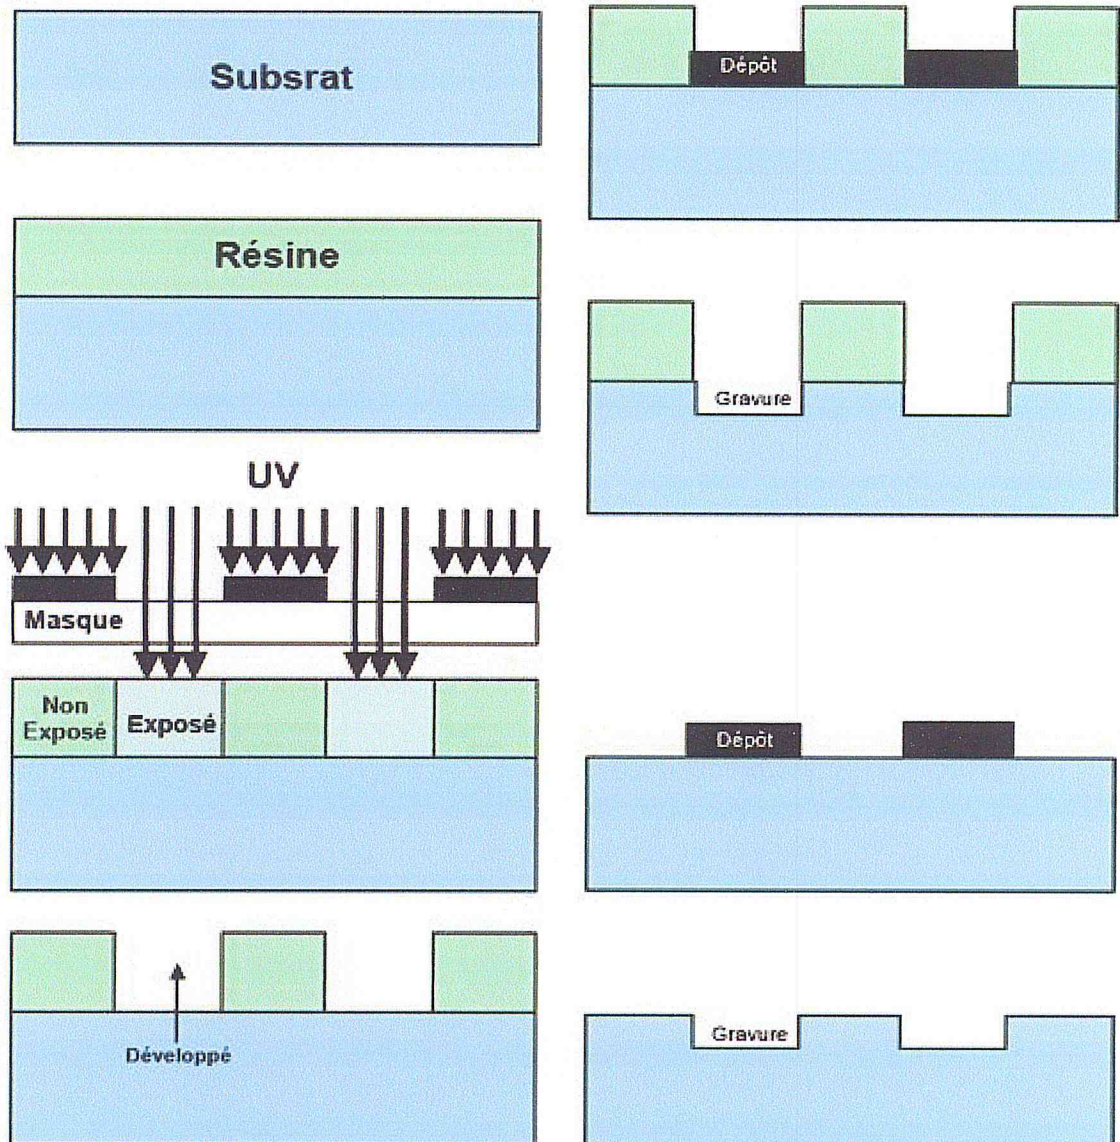 Subsrat
Résine
UV
Masque
Non
Exposé
Exposé
Développé
Dépôt
Gravure
Dépôt
Gravure